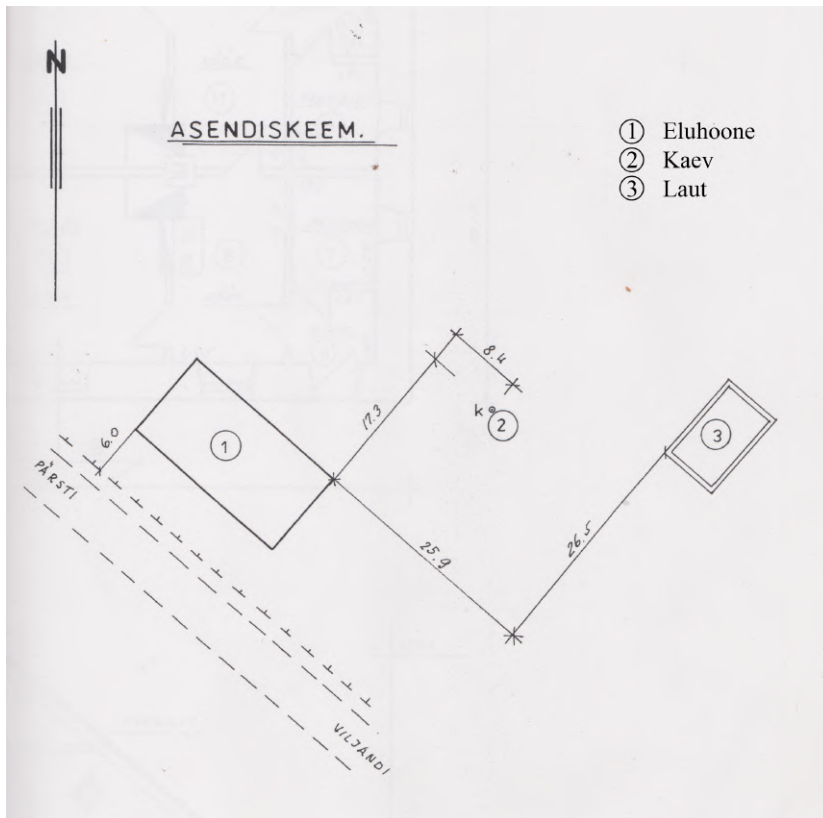 N
ASENDISKEEM.
1 Eluhoone
2 Kaev
3 Laut
8.4
17.3
k
2
6.0
1
3
PÄRSTI
25.9
26.5
VILJANDI